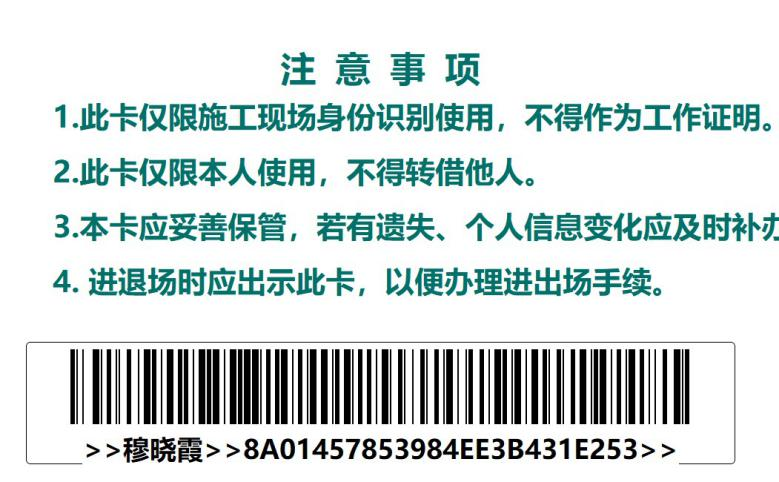 注意事项
1.此卡仅限施工现场身份识别使用，不得作为工作证明。
2.此卡仅限本人使用，不得转借他人。
3.本卡应妥善保管，若有遗失、个人信息变化应及时补办
4. 进退场时应出示此卡，以便办理进出场手续。
>>穆晓霞>>8A01457853984EE3B431E253>>